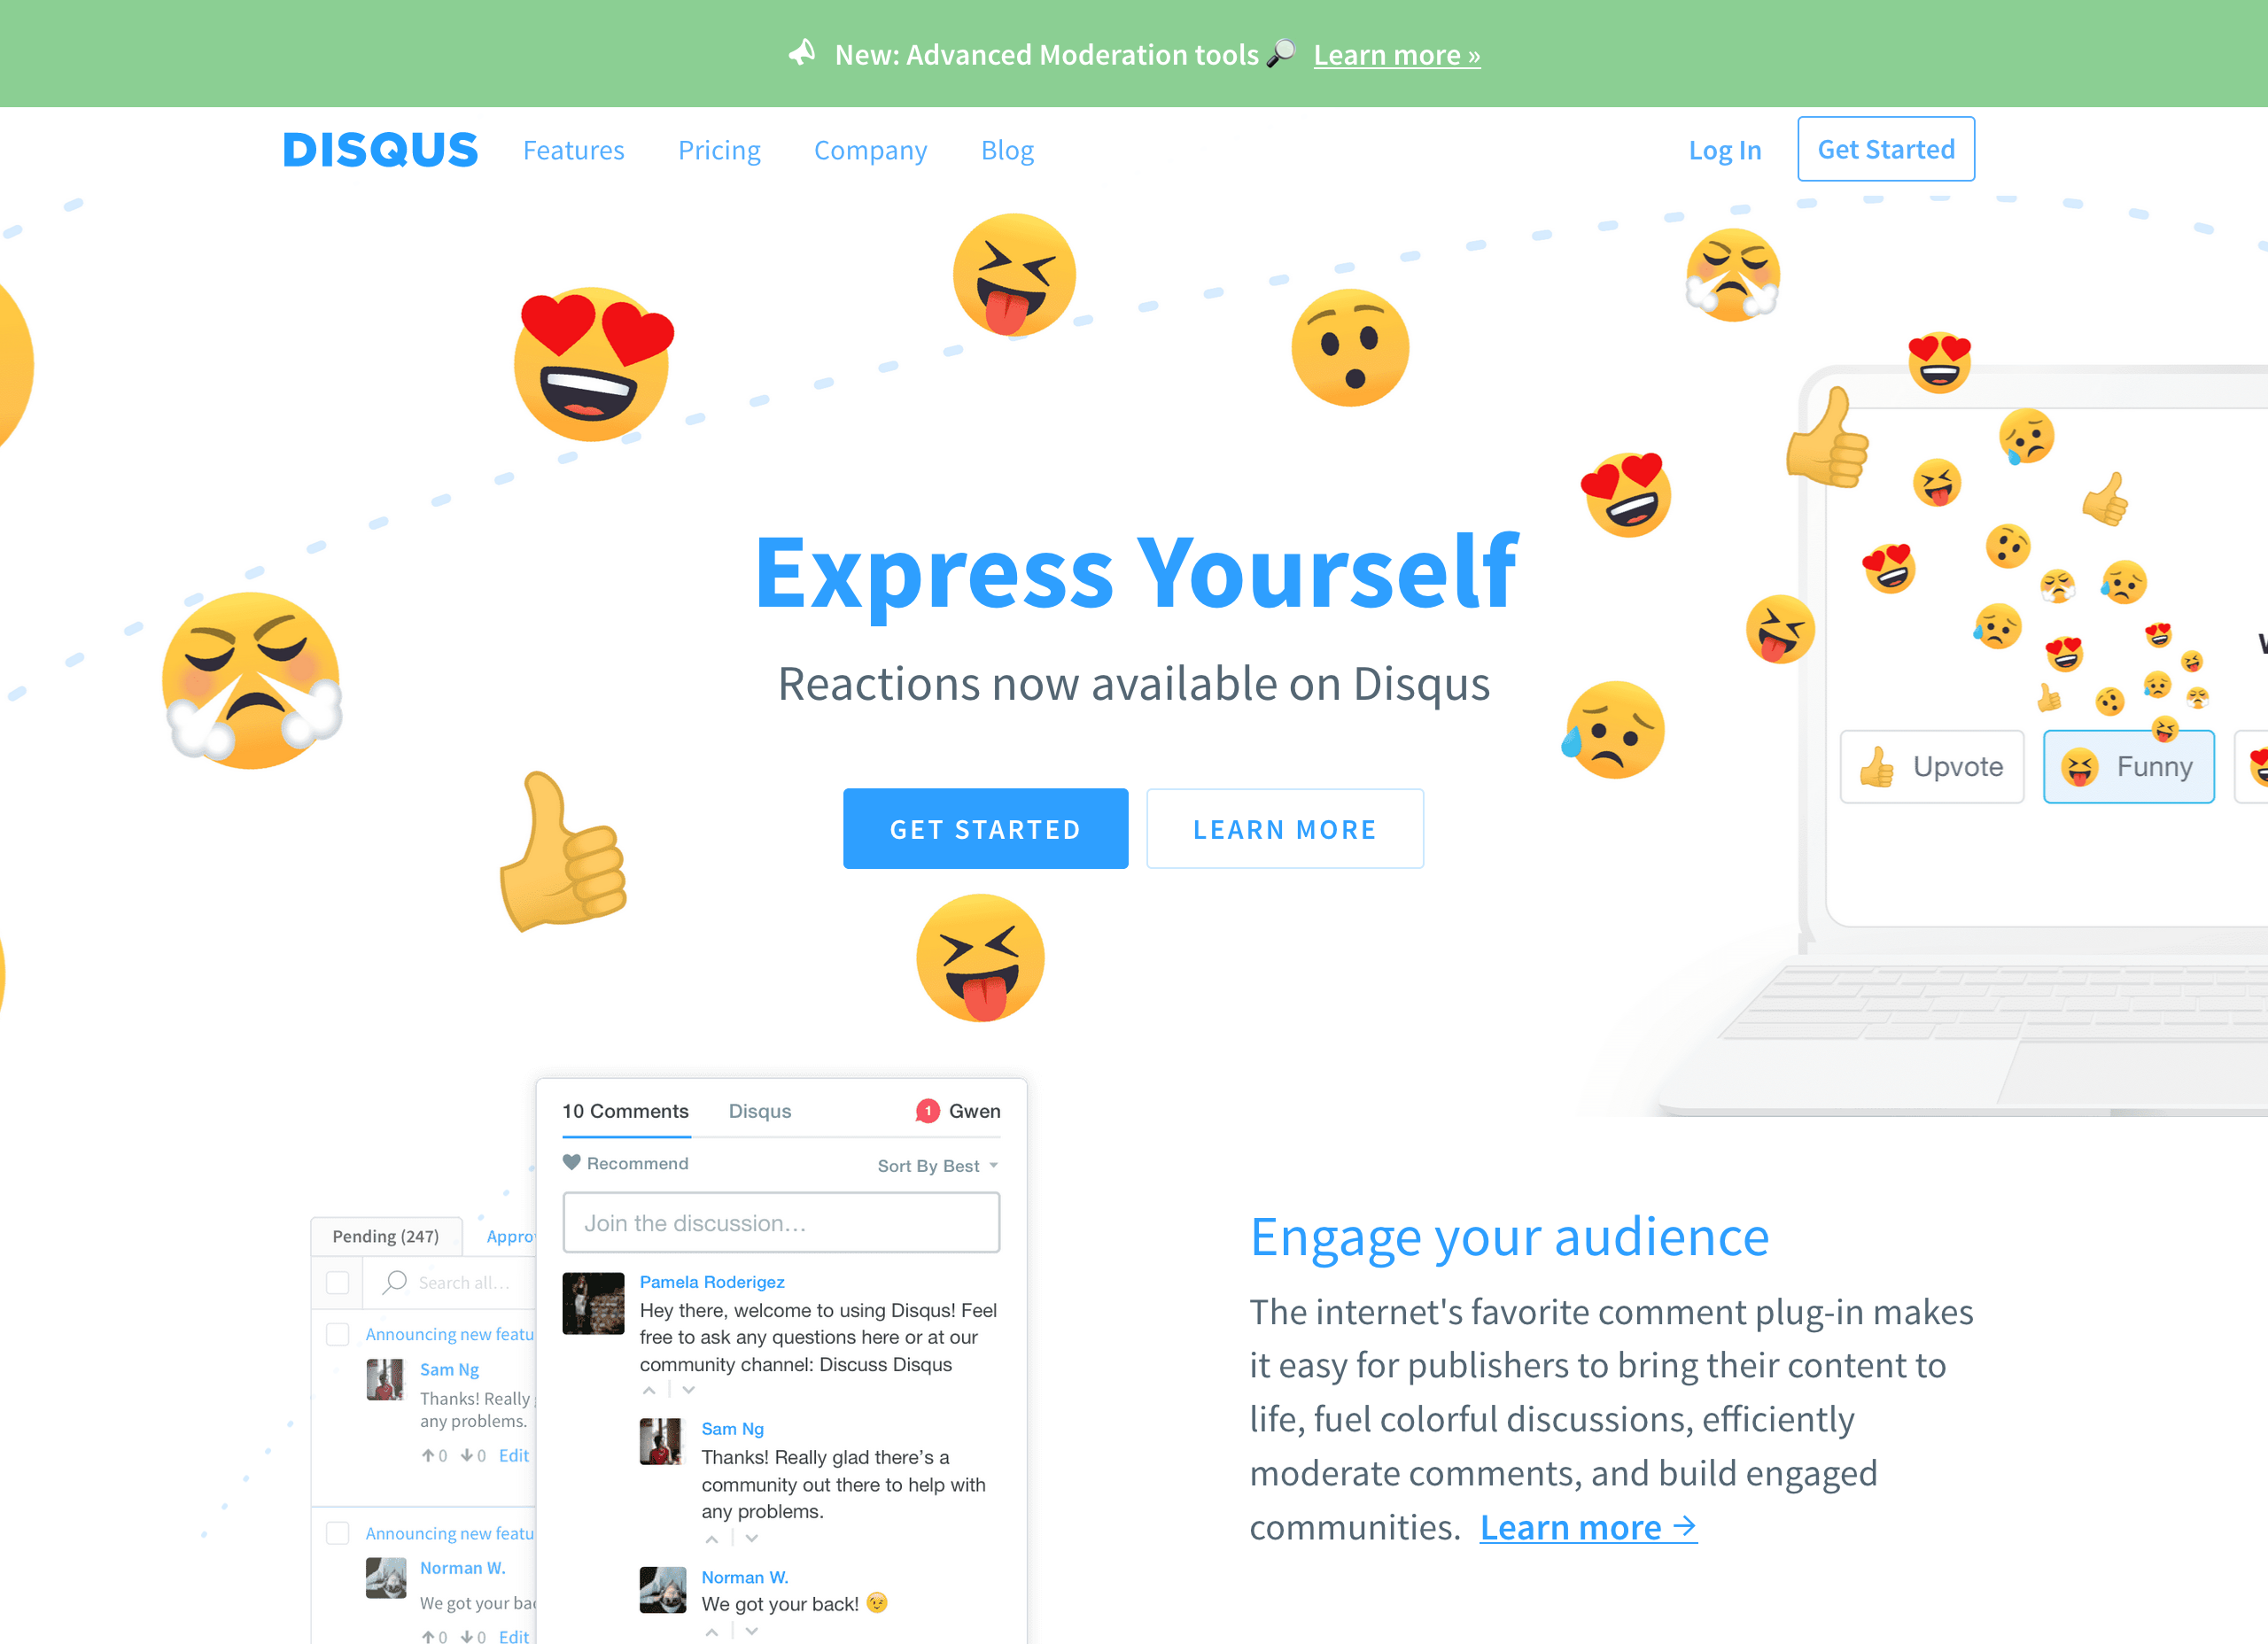 New: Advanced Moderation tools Learn more »
DISQUS Features Pricing Company Blog Log In Get Started
Express Yourself
Reactions now available on Disqus
GET STARTED LEARN MORE
Upvote Funny
10 Comments Disqus 1 Gwen
Recommend Sort By Best
Join the discussion...
Pamela Roderigez
Hey there, welcome to using Disqus! Feel
free to ask any questions here or at our
community channel: Discuss Disqus
Sam Ng
Thanks! Really glad there's a
community out there to help with
any problems.
Norman W.
We got your back!
Pending (247)
Search all...
Announcing new
Sam Ng
Thanks! Really
any problems.
0 0 Edit
Announcing new
Norman W.
We got your
0 0 Edit
Engage your audience
The internet's favorite comment plug-in makes
it easy for publishers to bring their content to
life, fuel colorful discussions, efficiently
moderate comments, and build engaged
communities. Learn more →